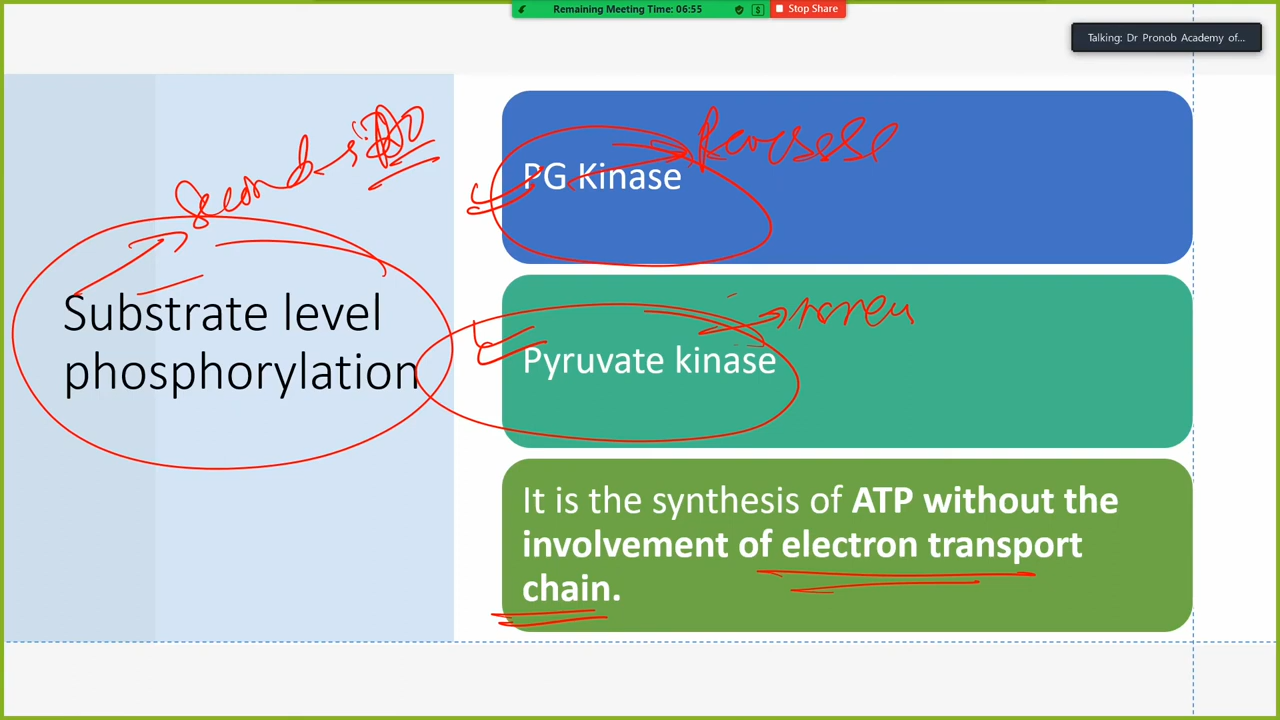 Remaining Meeting Time: 06:55
Stop Share
Talking: Dr Pronob Academy of...
Substrate level
phosphorylation
PG Kinase
Pyruvate kinase
It is the synthesis of ATP without the
involvement of electron transport
chain.